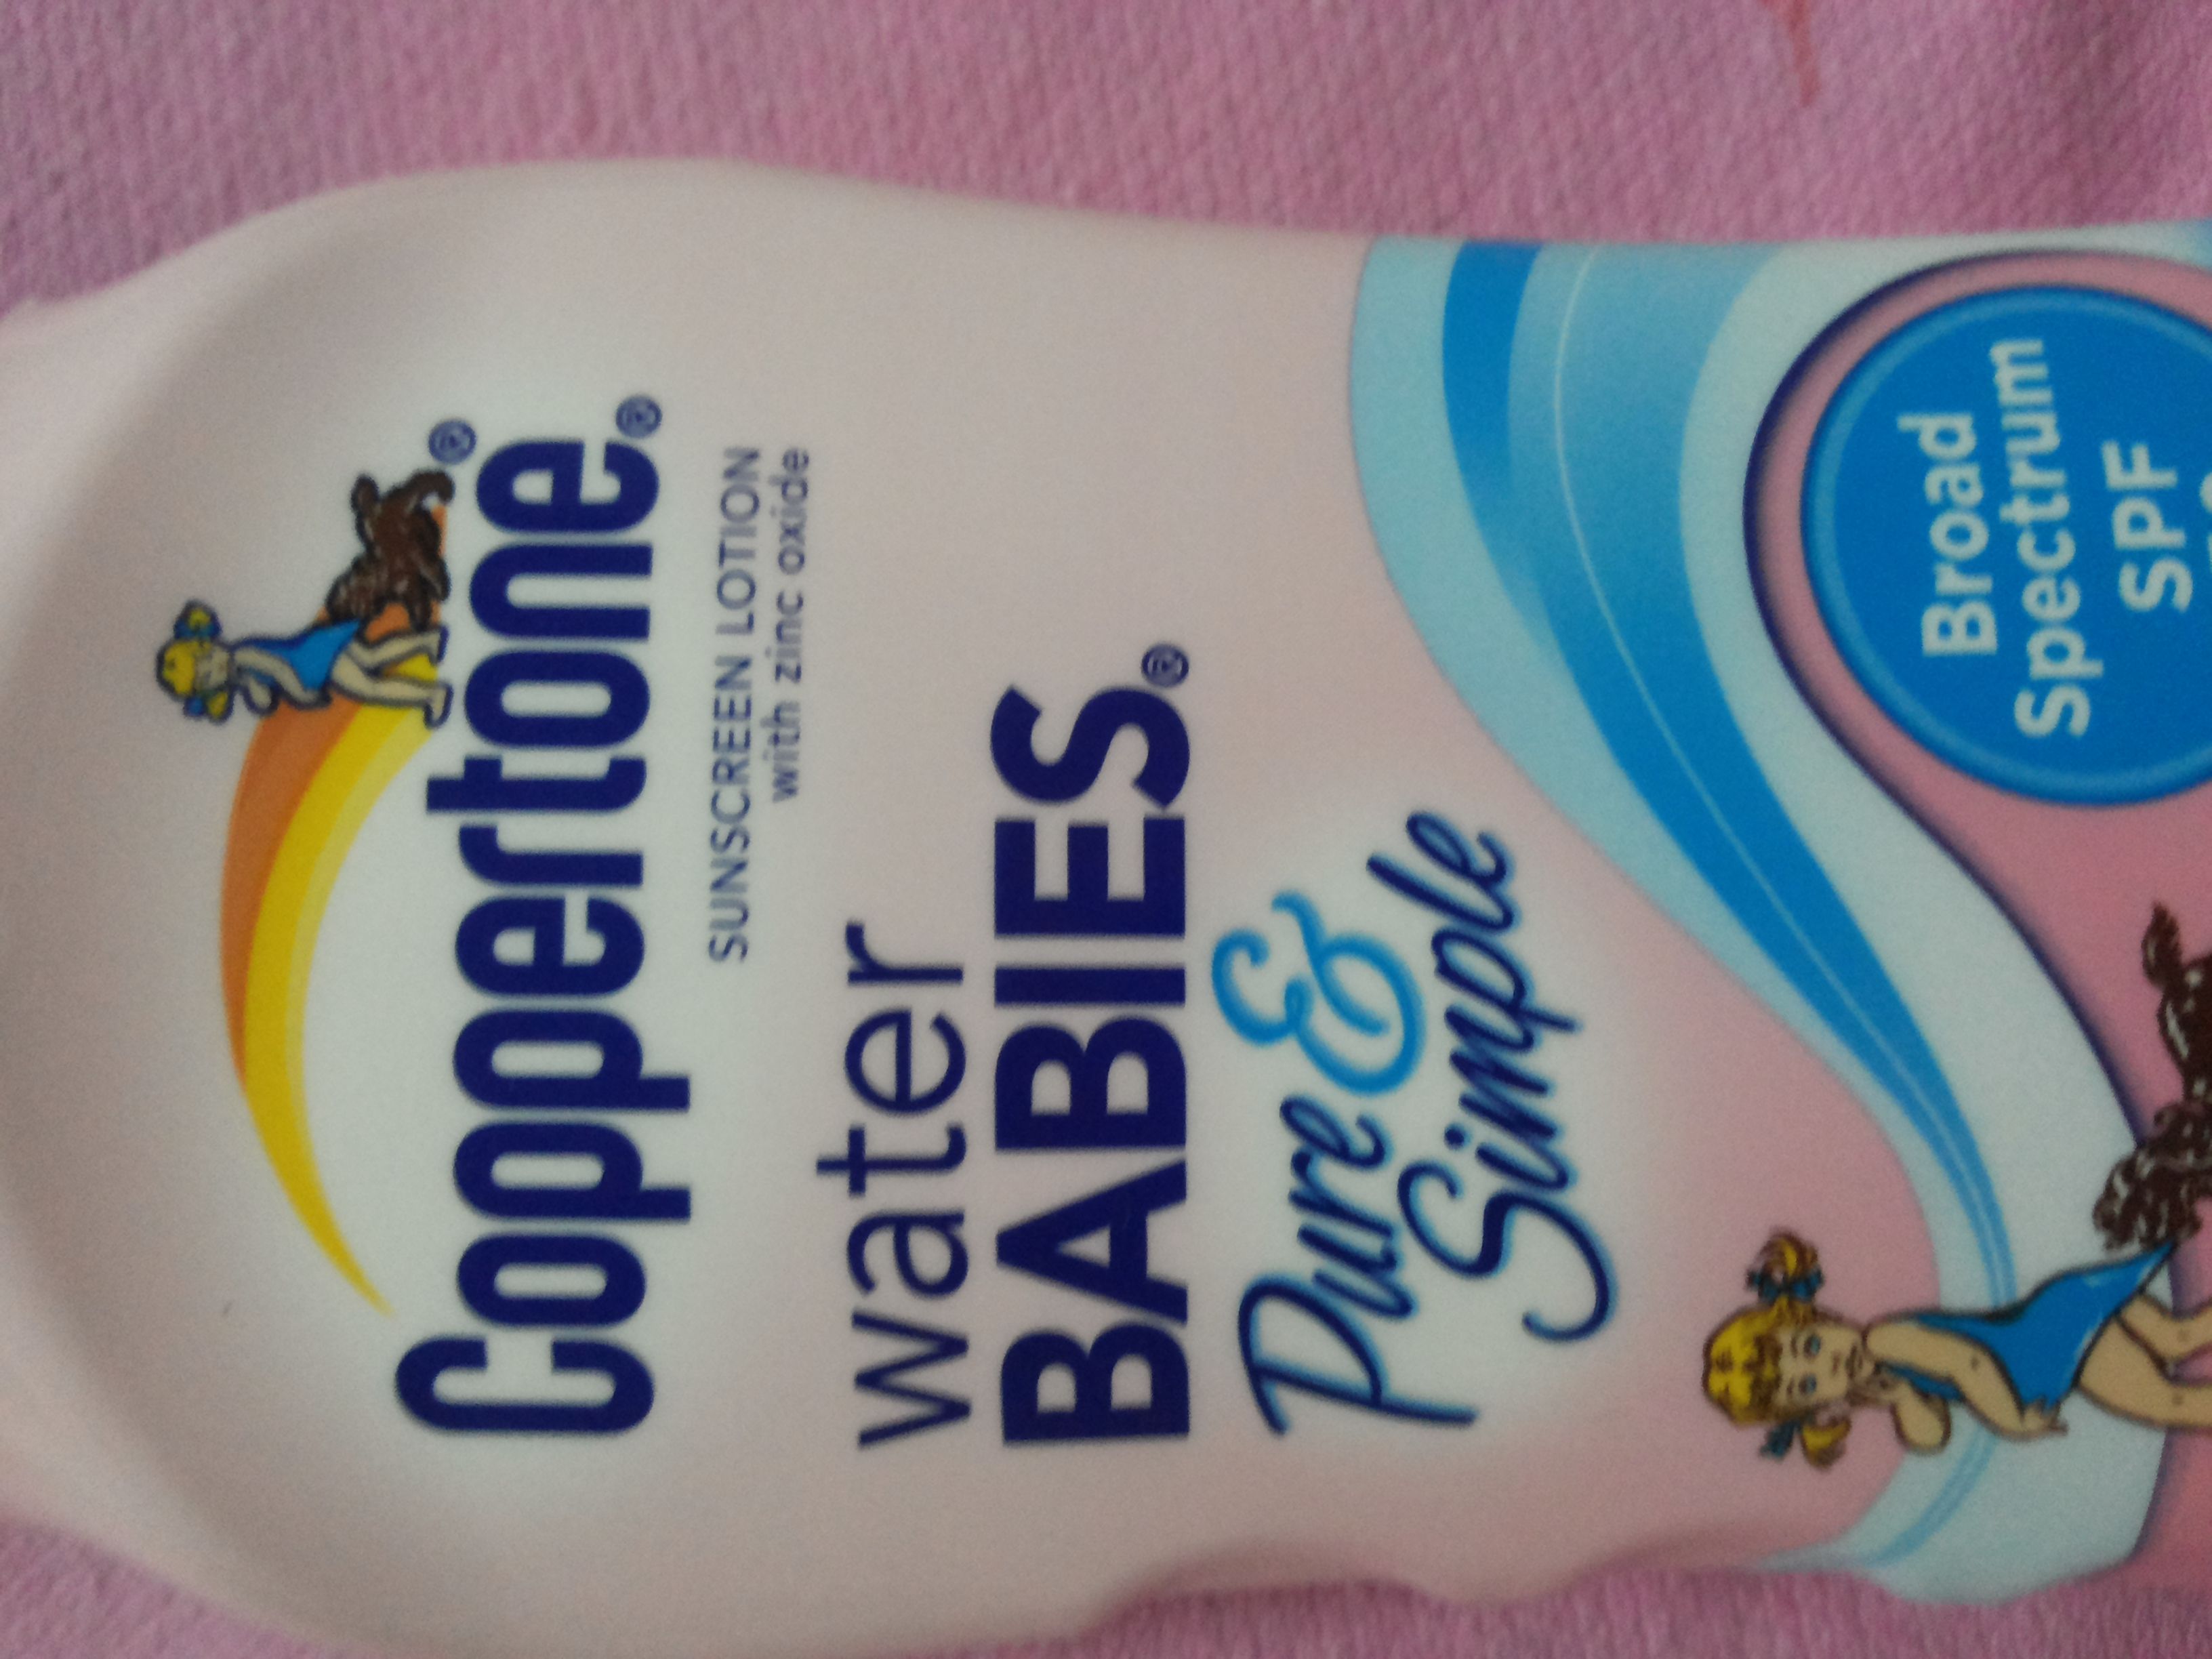 Coppertone®
SUNSCREEN LOTION
with zinc oxide
water
BABIES®
Pure &
Simple
Broad
Spectrum
SPF